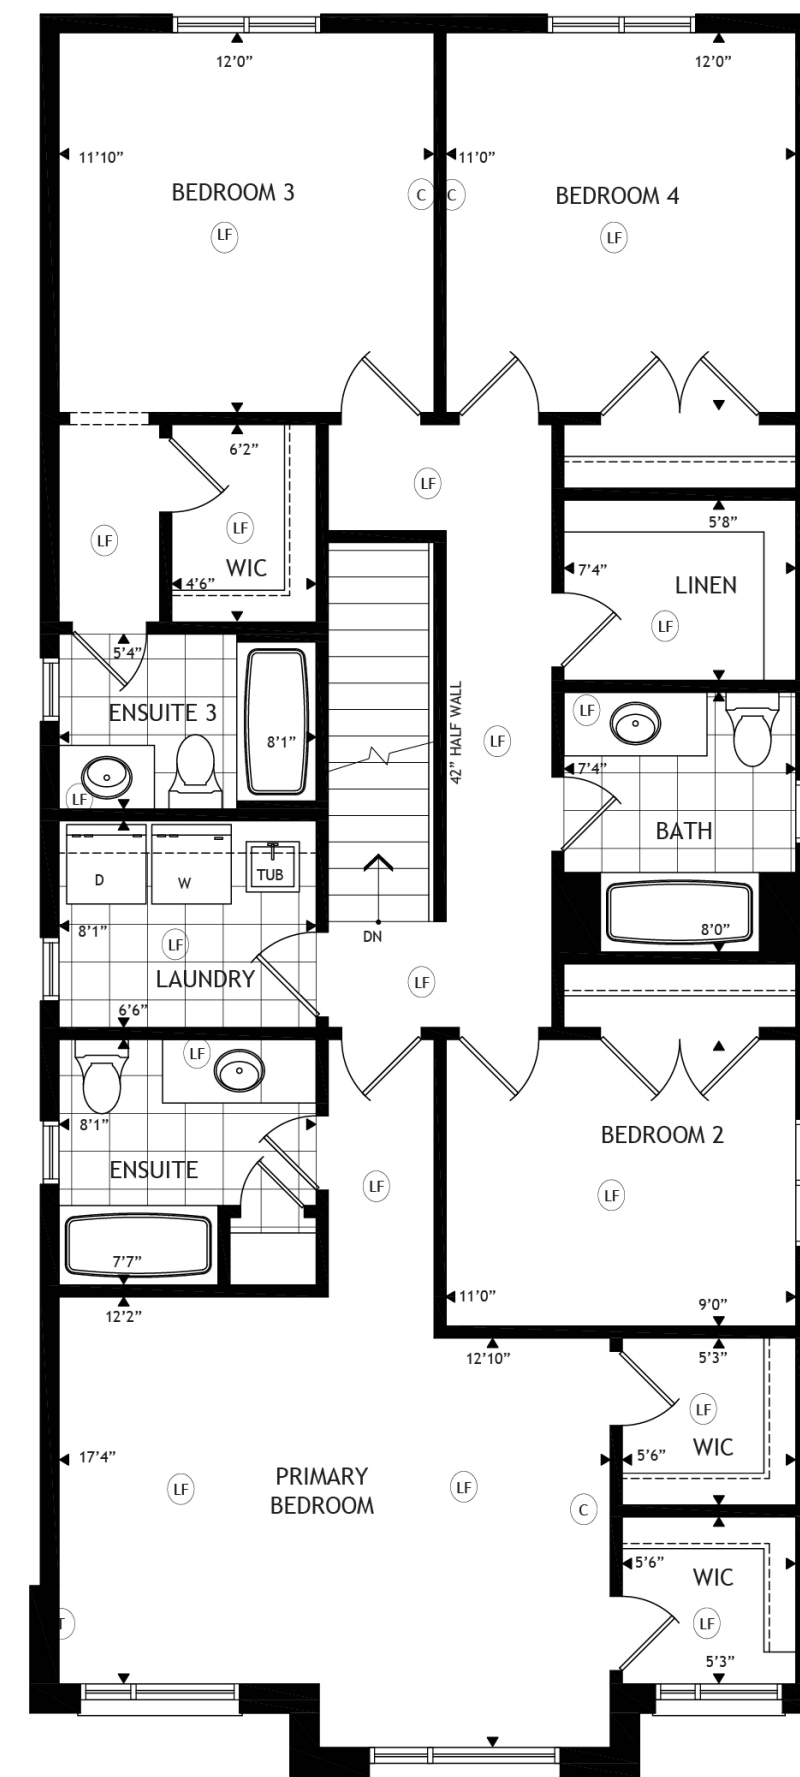 12'0"
12'0"
11'10"
11'0"
BEDROOM 3
C
C
BEDROOM 4
LF
LF
6'2"
LF
LF
LF
WIC
4'6"
5'8"
7'4"
LINEN
LF
5'4"
ENSUITE 3
8'1"
LF
42" HALF WALL
LF
LF
7'4"
BATH
8'0"
D
W
TUB
8'1"
LF
LAUNDRY
6'6"
DN
LF
LF
8'1"
ENSUITE
7'7"
LF
BEDROOM 2
LF
11'0"
9'0"
12'2"
12'10"
5'3"
LF
WIC
5'6"
17'4"
PRIMARY
BEDROOM
LF
LF
C
5'6"
WIC
LF
5'3"
T